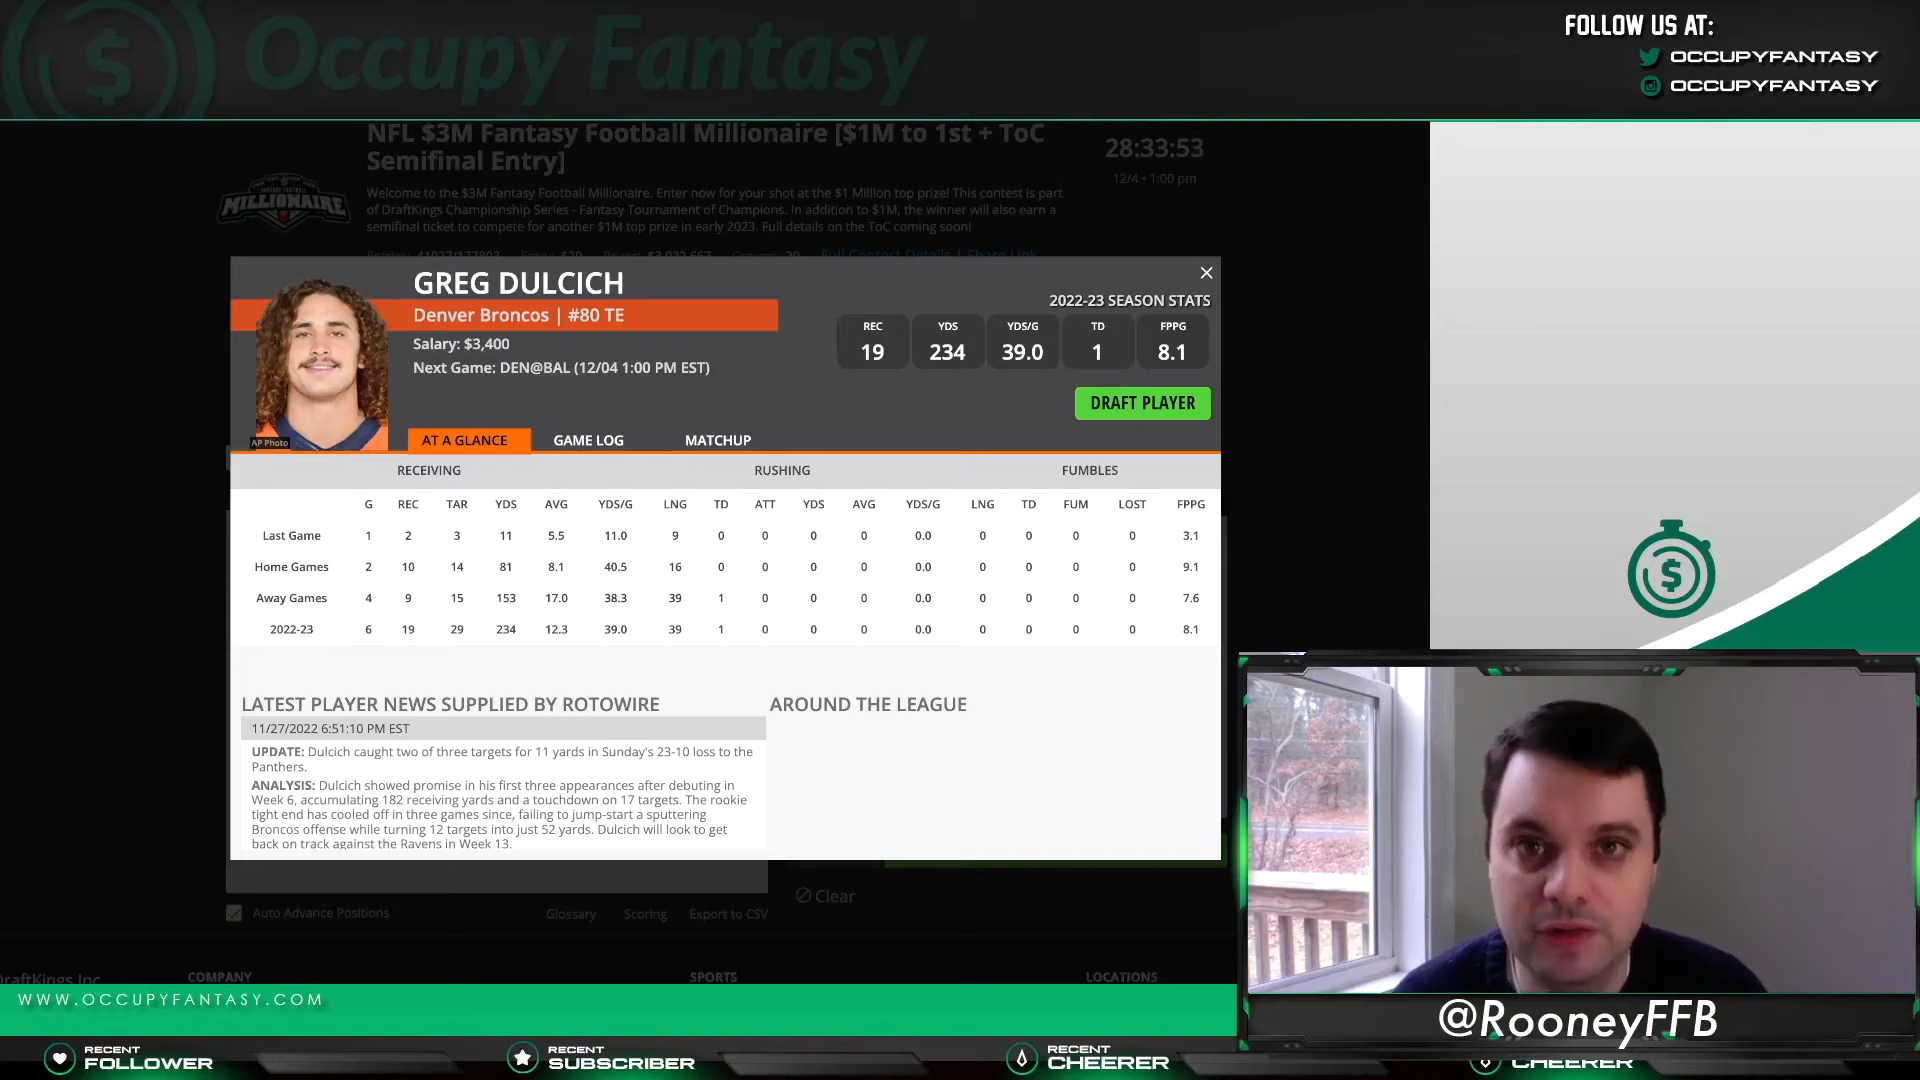 Occupy Fantasy
FOLLOW US AT:
OCCUPYFANTASY
OCCUPYFANTASY
NFL $3M Fantasy Football Millionaire [$1M to 1st + ToC
Semifinal Entry]
28:33:53
12/4 • 1:00 pm
MILLIONAIRE
Welcome to the $3M Fantasy Football Millionaire. Enter now for your shot at the $1 Million top prize! This contest is part
of DraftKings Championship Series - Fantasy Tournament of Champions. In addition to $1M, the winner will also earn a
semifinal ticket to compete for another $1M top prize in early 2023. Full details on the ToC coming soon!
GREG DULCICH
Denver Broncos | #80 TE
Salary: $3,400
Next Game: DEN@BAL (12/04 1:00 PM EST)
2022-23 SEASON STATS
REC YDS YDS/G TD FPPG
19 234 39.0 1 8.1
DRAFT PLAYER
AP Photo
AT A GLANCE GAME LOG MATCHUP
RECEIVING RUSHING FUMBLES
G REC TAR YDS AVG YDS/G LNG TD ATT YDS AVG YDS/G LNG TD FUM LOST FPPG
Last Game 1 2 3 11 5.5 11.0 9 0 0 0 0 0.0 0 0 0 0 3.1
Home Games 2 10 14 81 8.1 40.5 16 0 0 0 0 0.0 0 0 0 0 9.1
Away Games 4 9 15 153 17.0 38.3 39 1 0 0 0 0.0 0 0 0 0 7.6
2022-23 6 19 29 234 12.3 39.0 39 1 0 0 0 0.0 0 0 0 0 8.1
LATEST PLAYER NEWS SUPPLIED BY ROTOWIRE
AROUND THE LEAGUE
11/27/2022 6:51:10 PM EST
UPDATE: Dulcich caught two of three targets for 11 yards in Sunday's 23-10 loss to the
Panthers.
ANALYSIS: Dulcich showed promise in his first three appearances after debuting in
Week 6, accumulating 182 receiving yards and a touchdown on 17 targets. The rookie
tight end has cooled off in three games since, failing to jump-start a sputtering
Broncos offense while turning 12 targets into just 52 yards. Dulcich will look to get
back on track against the Ravens in Week 13.
Clear
Auto Advance Positions
Glossary Scoring Export to CSV
DraftKings Inc.
COMPANY SPORTS LOCATIONS
WWW.OCCUPYFANTASY.COM
@RooneyFFB
RECENT
FOLLOWER
RECENT
SUBSCRIBER
RECENT
CHEERER
CHEERER